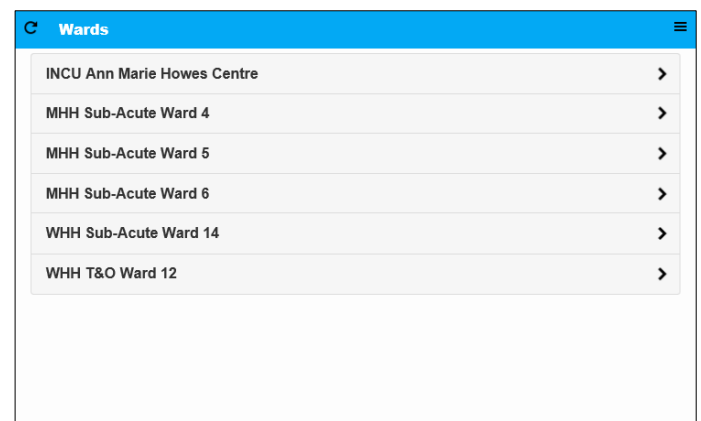 Wards
INCU Ann Marie Howes Centre
MHH Sub-Acute Ward 4
MHH Sub-Acute Ward 5
MHH Sub-Acute Ward 6
WHH Sub-Acute Ward 14
WHH T&O Ward 12